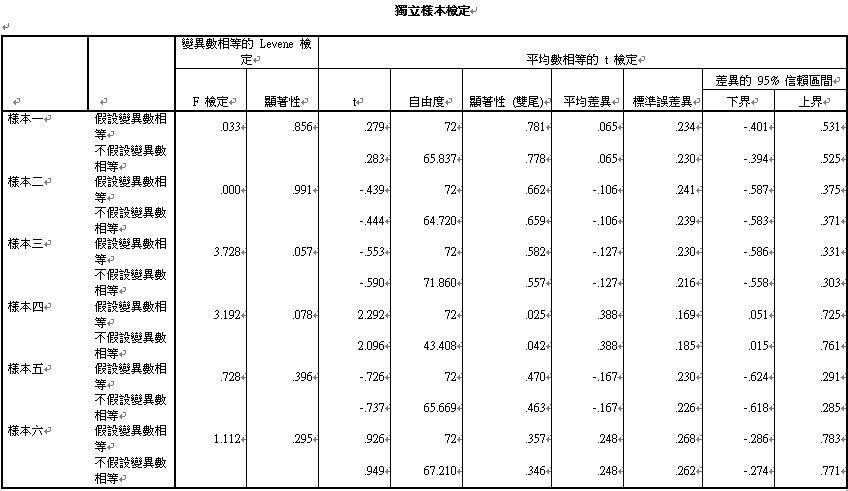 獨立樣本檢定
變異數相等的 Levene 檢
定
平均數相等的 t 檢定
差異的 95% 信賴區間
F 檢定 顯著性 t 自由度 顯著性 (雙尾) 平均差異 標準誤差異 下界 上界
樣本一 假設變異數相
等 .033 .856 .279 72 .781 .065 .234 -.401 .531
不假設變異數
相等 .283 65.837 .778 .065 .230 -.394 .525
樣本二 假設變異數相
等 .000 .991 -.439 72 .662 -.106 .241 -.587 .375
不假設變異數
相等 -.444 64.720 .659 -.106 .239 -.583 .371
樣本三 假設變異數相
等 3.728 .057 -.553 72 .582 -.127 .230 -.586 .331
不假設變異數
相等 -.590 71.860 .557 -.127 .216 -.558 .303
樣本四 假設變異數相
等 3.192 .078 2.292 72 .025 .388 .169 .051 .725
不假設變異數
相等 2.096 43.408 .042 .388 .185 .015 .761
樣本五 假設變異數相
等 .728 .396 -.726 72 .470 -.167 .230 -.624 .291
不假設變異數
相等 -.737 65.669 .463 -.167 .226 -.618 .285
樣本六 假設變異數相
等 1.112 .295 .926 72 .357 .248 .268 -.286 .783
不假設變異數
相等 .949 67.210 .346 .248 .262 -.274 .771